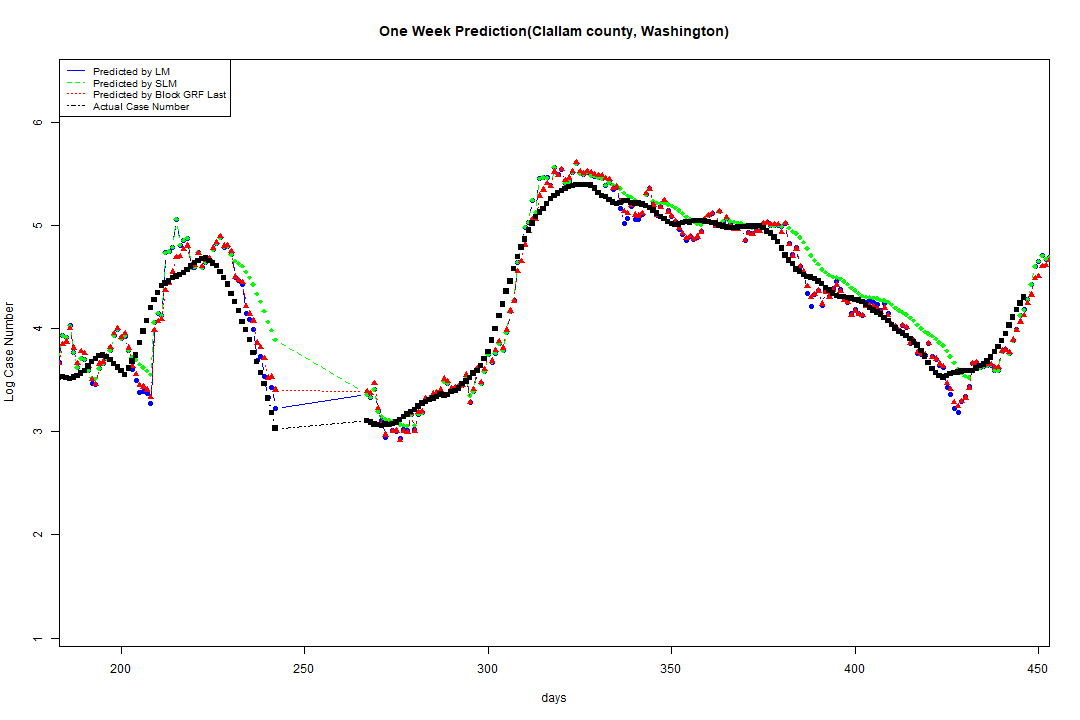 One Week Prediction(Clallam county, Washington)
Predicted by LM
Predicted by SLM
Predicted by Block GRF Last
Actual Case Number
Log Case Number
6
5
4
3
2
1
200 250 300 350 400 450
days